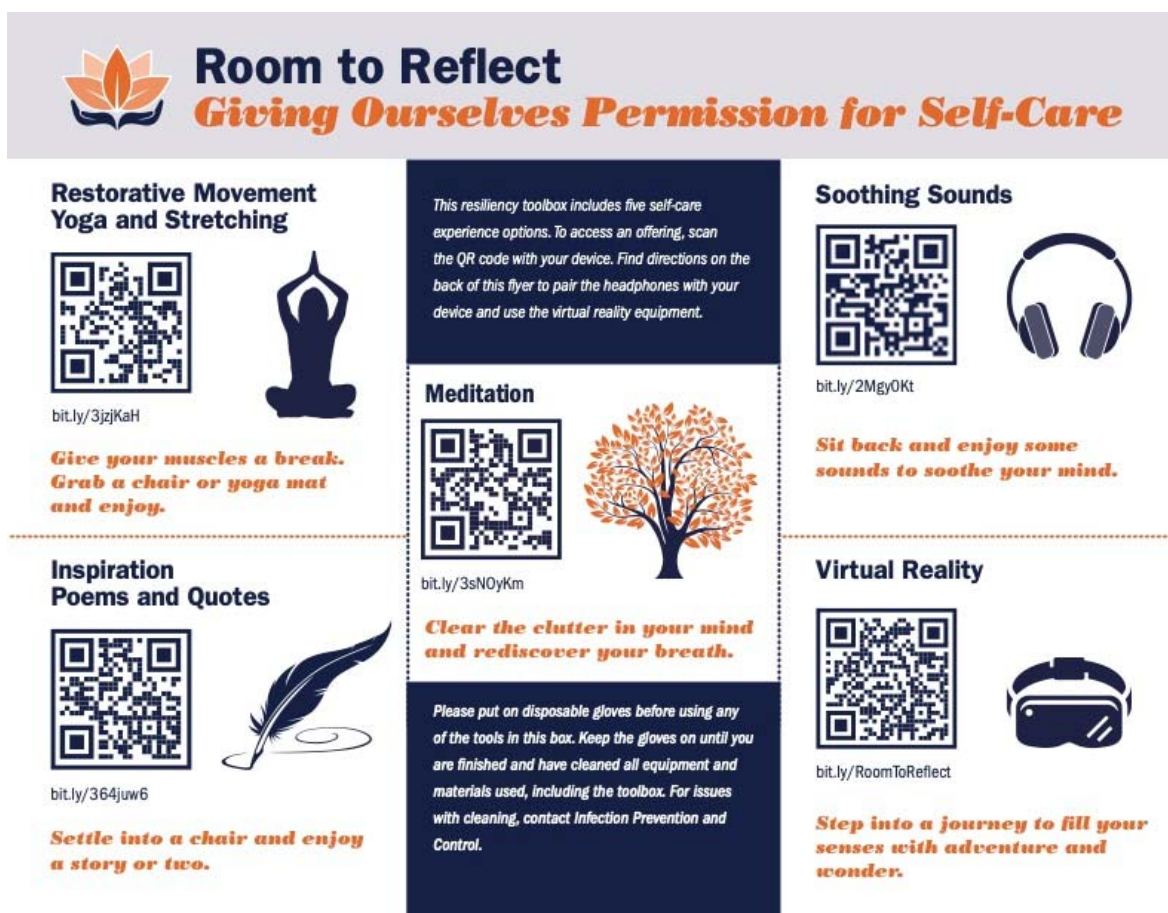 Room to Reflect
Giving Ourselves Permission for Self-Care
Restorative Movement
Yoga and Stretching
bit.ly/3jzjKaH
Give your muscles a break.
Grab a chair or yoga mat
and enjoy.
Inspiration
Poems and Quotes
bit.ly/364juw6
Settle into a chair and enjoy
a story or two.
This resiliency toolbox includes five self-care
experience options. To access an offering, scan
the QR code with your device. Find directions on the
back of this flyer to pair the headphones with your
device and use the virtual reality equipment.
Meditation
bit.ly/3sNOyKm
Clear the clutter in your mind
and rediscover your breath.
Please put on disposable gloves before using any
of the tools in this box. Keep the gloves on until you
are finished and have cleaned all equipment and
materials used, including the toolbox. For issues
with cleaning, contact Infection Prevention and
Control.
Soothing Sounds
bit.ly/2MgyOKt
Sit back and enjoy some
sounds to soothe your mind.
Virtual Reality
bit.ly/RoomToReflect
Step into a journey to fill your
senses with adventure and
wonder.